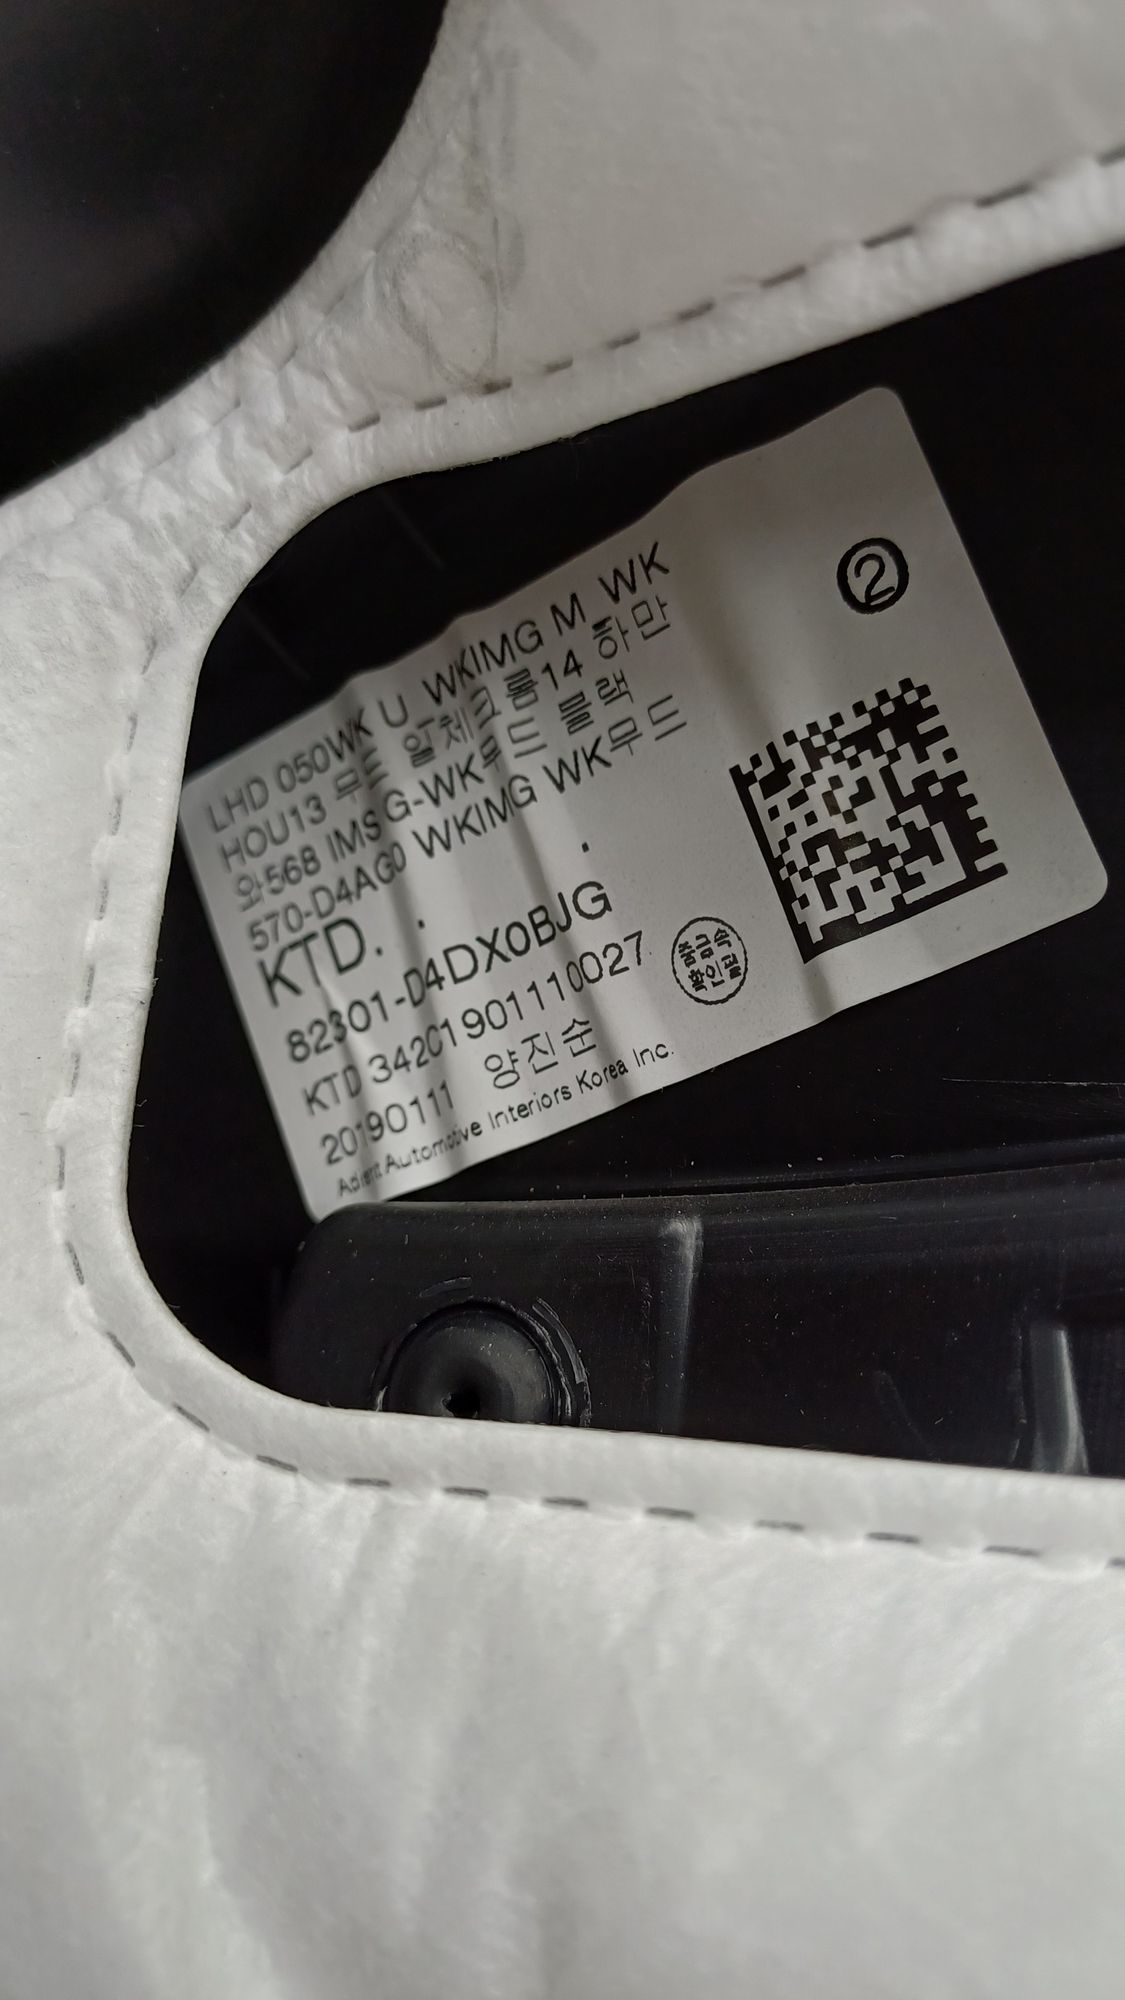 ②
LHD 050WK U WKIMG M_WK
HOU13 무드 일체크롬14 하만
와568 IMSG-WK무드 블랙
570-D4AG0 WKIMG WK무드
KTD. . .
82301-D4DX0BJG
KTD 342C1901110027
중금속
확인필
20190111 양진순
Adient Automotive Interiors Korea Inc.